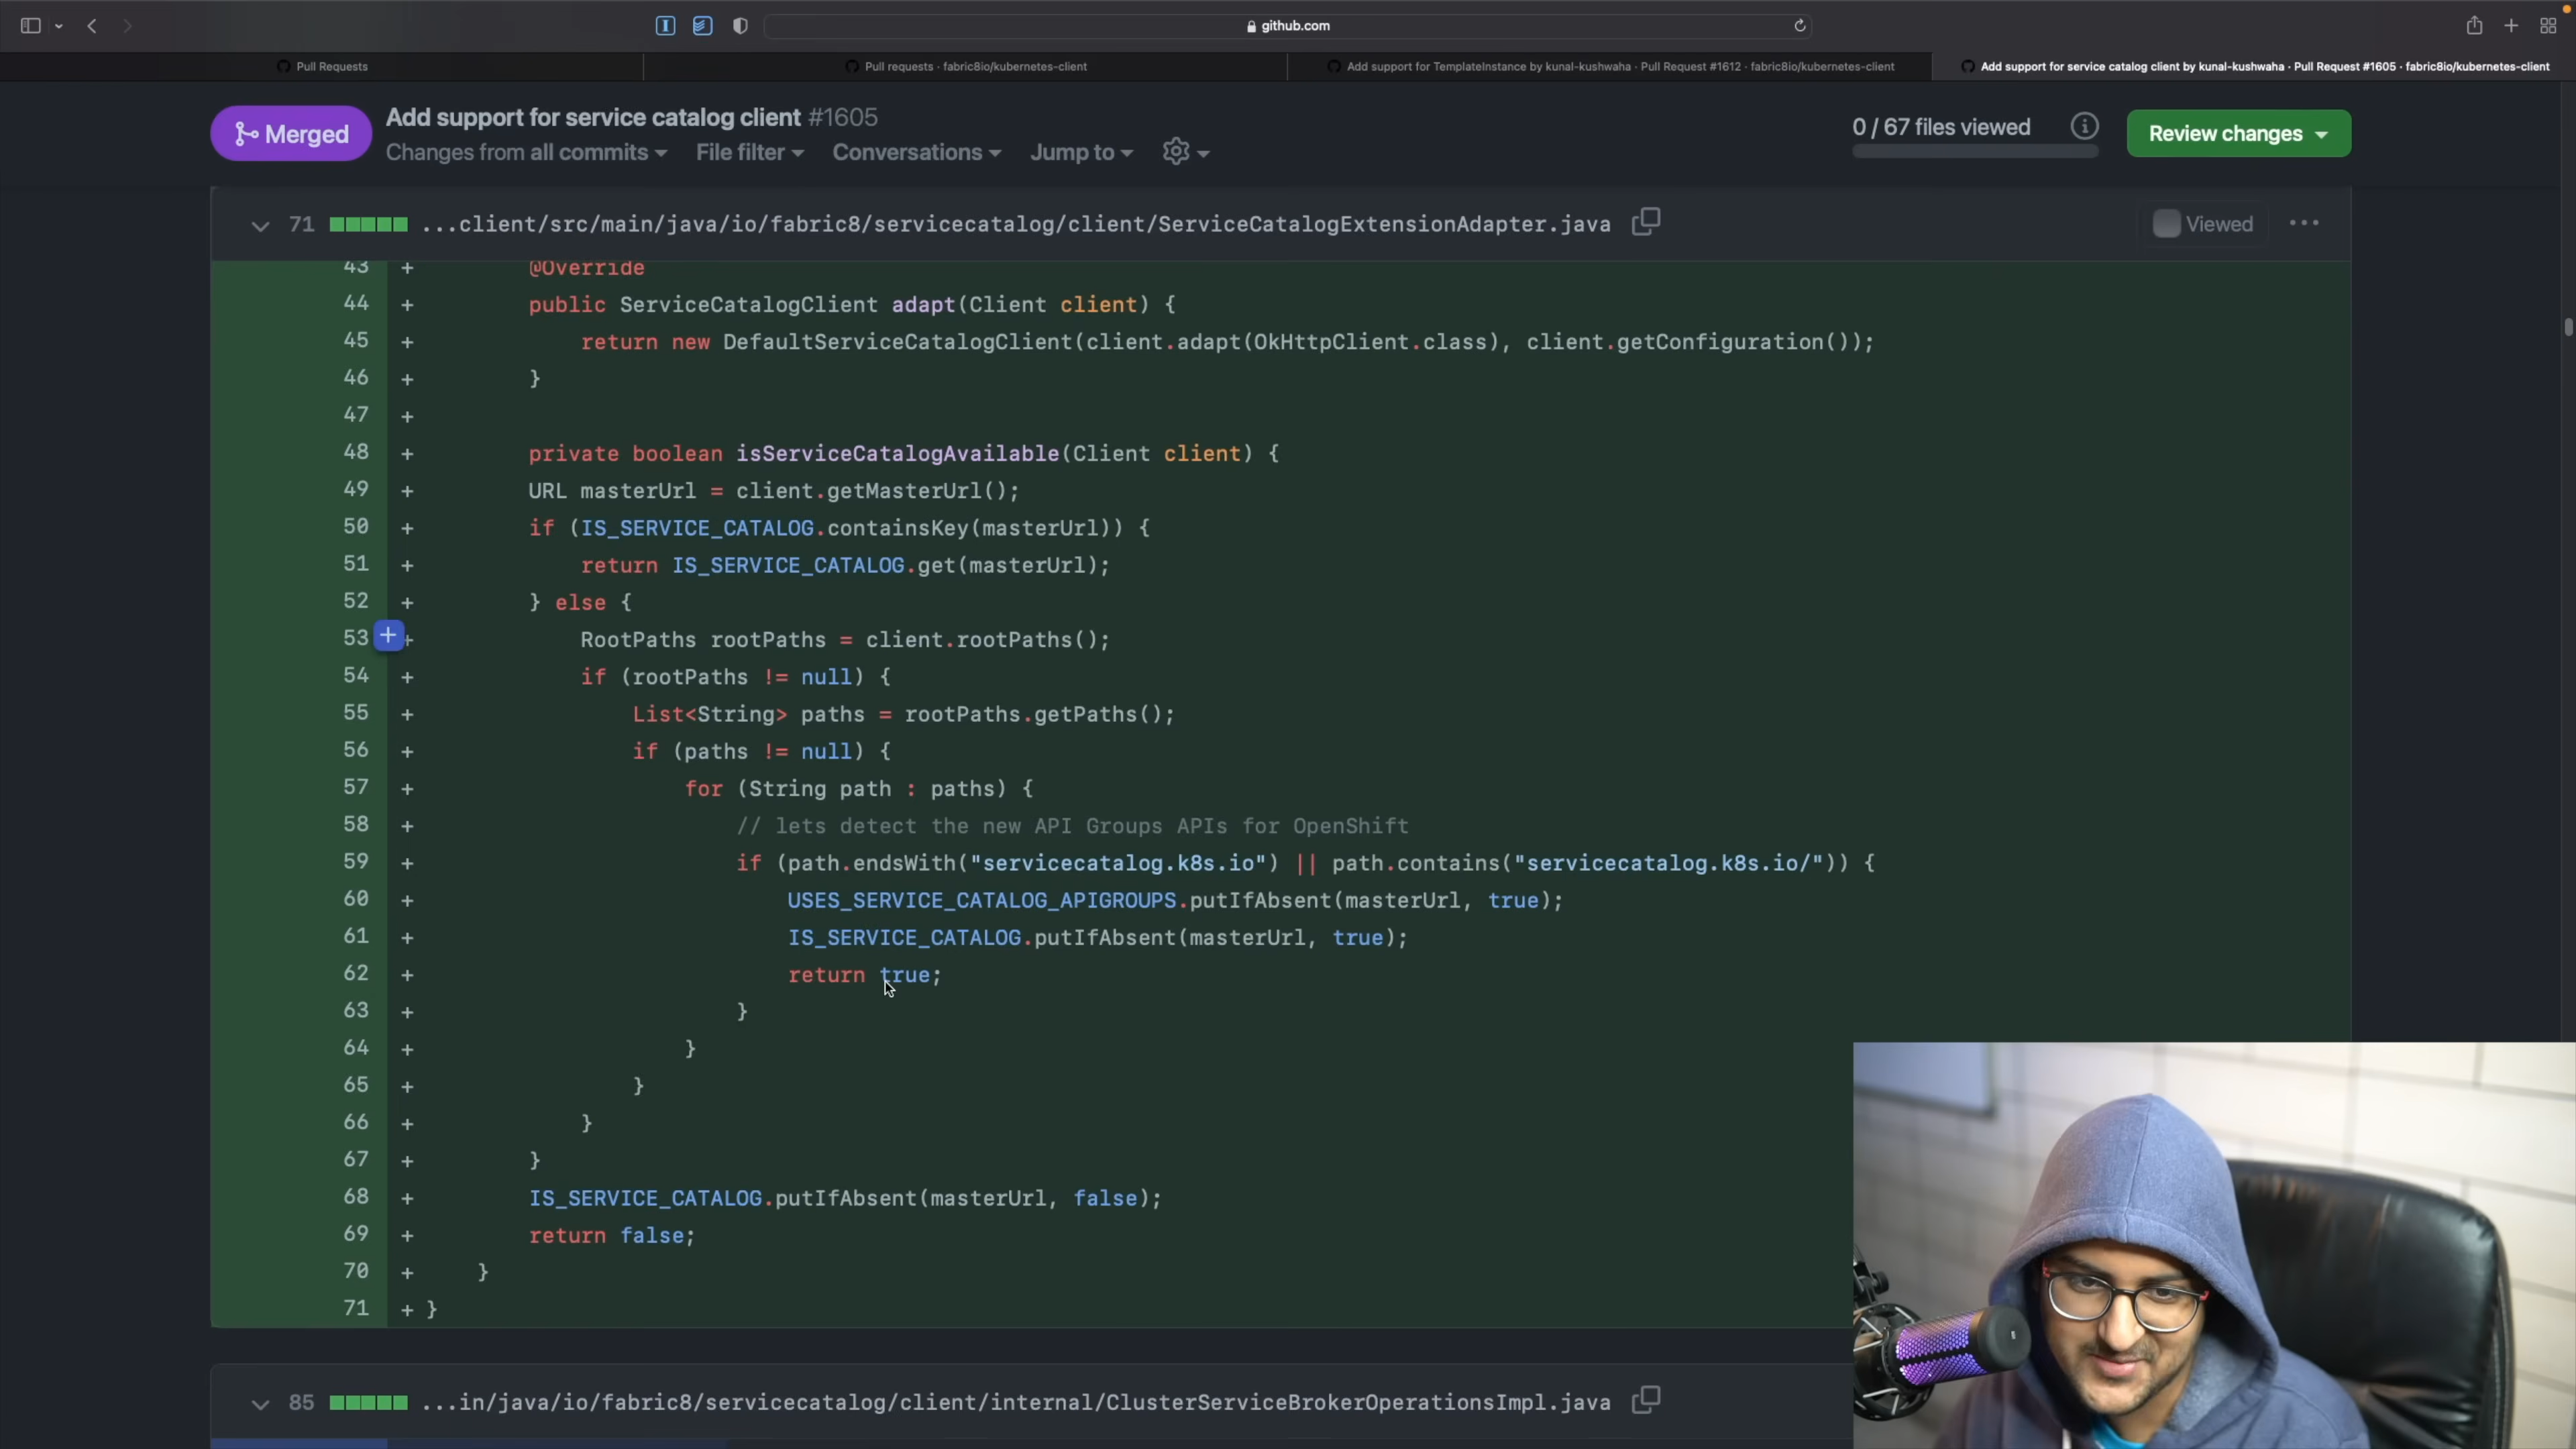 github.com
Pull Requests
Pull requests · fabric8io/kubernetes-client
Add support for TemplateInstance by kunal-kushwaha · Pull Request #1612 · fabric8io/kubernetes-client
Add support for service catalog client by kunal-kushwaha · Pull Request #1605 · fabric8io/kubernetes-client
Merged
Add support for service catalog client #1605
Changes from all commits File filter Conversations Jump to
0 / 67 files viewed
Review changes
71 ...client/src/main/java/io/fabric8/servicecatalog/client/ServiceCatalogExtensionAdapter.java Viewed ...
43 + @Override
44 + public ServiceCatalogClient adapt(Client client) {
45 + return new DefaultServiceCatalogClient(client.adapt(OkHttpClient.class), client.getConfiguration());
46 + }
47 +
48 + private boolean isServiceCatalogAvailable(Client client) {
49 + URL masterUrl = client.getMasterUrl();
50 + if (IS_SERVICE_CATALOG.containsKey(masterUrl)) {
51 + return IS_SERVICE_CATALOG.get(masterUrl);
52 + } else {
53 + RootPaths rootPaths = client.rootPaths();
54 + if (rootPaths != null) {
55 + List<String> paths = rootPaths.getPaths();
56 + if (paths != null) {
57 + for (String path : paths) {
58 + // lets detect the new API Groups APIs for OpenShift
59 + if (path.endsWith("servicecatalog.k8s.io") || path.contains("servicecatalog.k8s.io/")) {
60 + USES_SERVICE_CATALOG_APIGROUPS.putIfAbsent(masterUrl, true);
61 + IS_SERVICE_CATALOG.putIfAbsent(masterUrl, true);
62 + return true;
63 + }
64 + }
65 + }
66 + }
67 + }
68 + IS_SERVICE_CATALOG.putIfAbsent(masterUrl, false);
69 + return false;
70 + }
71 + }
85 ...in/java/io/fabric8/servicecatalog/client/internal/ClusterServiceBrokerOperationsImpl.java